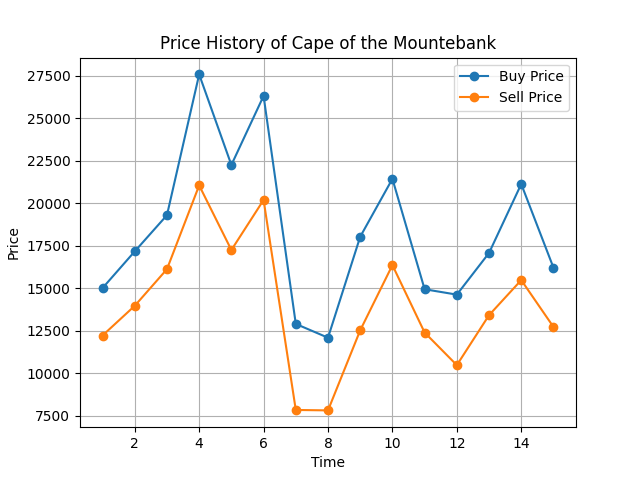 Price History of Cape of the Mountebank
Buy Price
Sell Price
27500
25000
22500
20000
17500
15000
12500
10000
7500
Price
2 4 6 8 10 12 14
Time